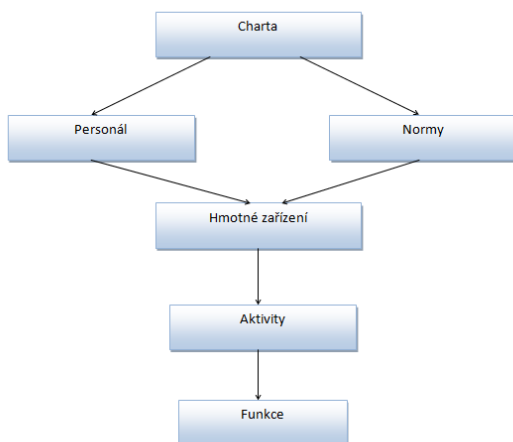 Charta
Personál
Normy
Hmotné zařízení
Aktivity
Funkce